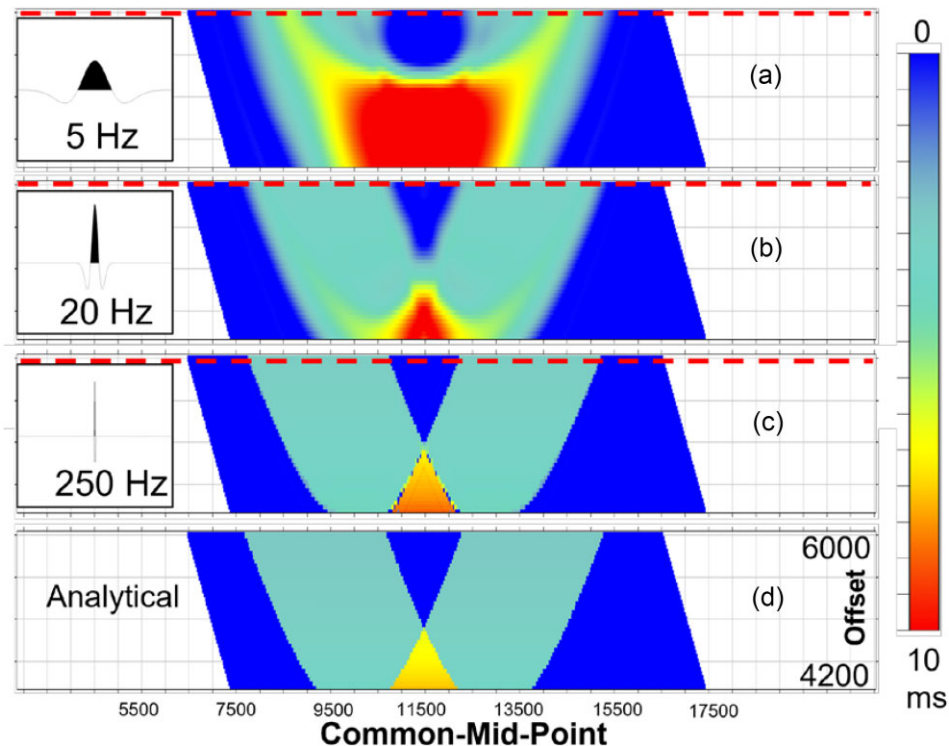 0
(a)
5 Hz
(b)
20 Hz
(c)
250 Hz
Analytical
(d)
6000
Offset
4200
10
ms
5500 7500 9500 11500 13500 15500 17500
Common-Mid-Point